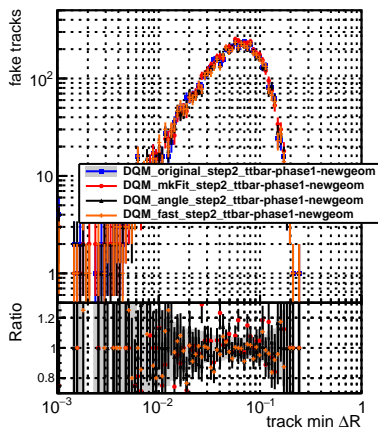 fake tracks
10²
10
1
DQM_original_step2_ttbar-phase1-newgeom
DQM_mkFit_step2_ttbar-phase1-newgeom
DQM_angle_step2_ttbar-phase1-newgeom
DQM_fast_step2_ttbar-phase1-newgeom
Ratio
1.2
1
0.8
10⁻³ 10⁻² 10⁻¹ 1
track min ΔR